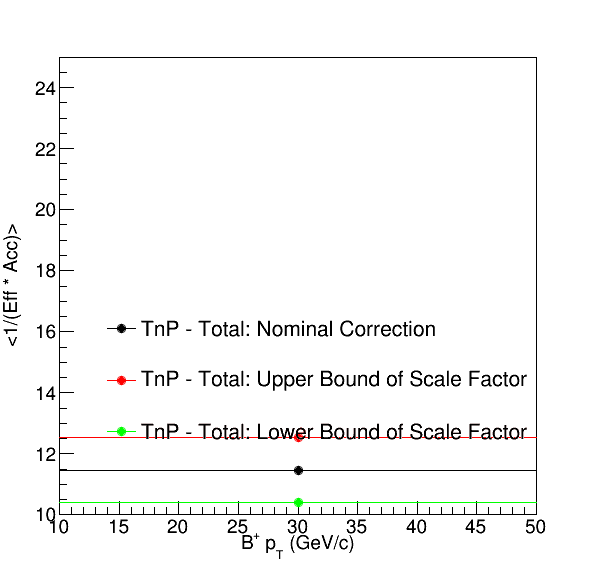 <1/(Eff * Acc)>
24
22
20
18
16
14
12
10
TnP - Total: Nominal Correction
TnP - Total: Upper Bound of Scale Factor
TnP - Total: Lower Bound of Scale Factor
10 15 20 25 30 35 40 45 50
B⁺ p_T (GeV/c)